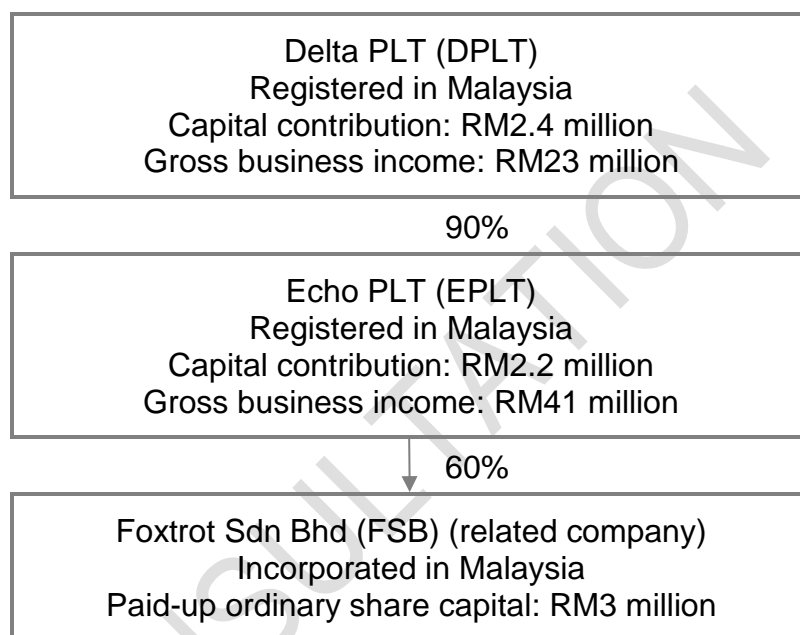 Delta PLT (DPLT)
Registered in Malaysia
Capital contribution: RM2.4 million
Gross business income: RM23 million
90%
Echo PLT (EPLT)
Registered in Malaysia
Capital contribution: RM2.2 million
Gross business income: RM41 million
60%
Foxtrot Sdn Bhd (FSB) (related company)
Incorporated in Malaysia
Paid-up ordinary share capital: RM3 million
SULTATION